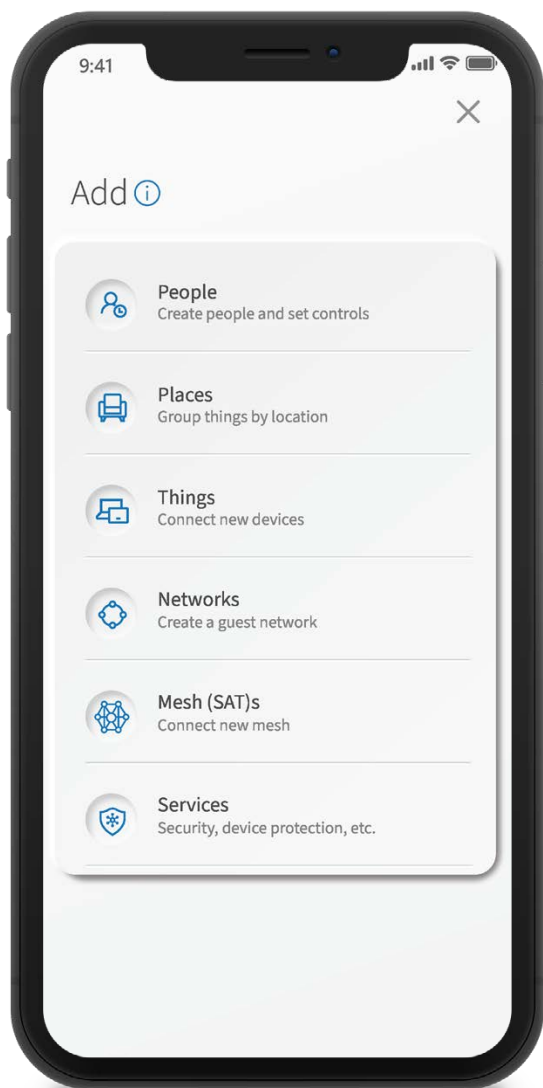 9:41
Add
People
Create people and set controls
Places
Group things by location
Things
Connect new devices
Networks
Create a guest network
Mesh (SAT)s
Connect new mesh
Services
Security, device protection, etc.